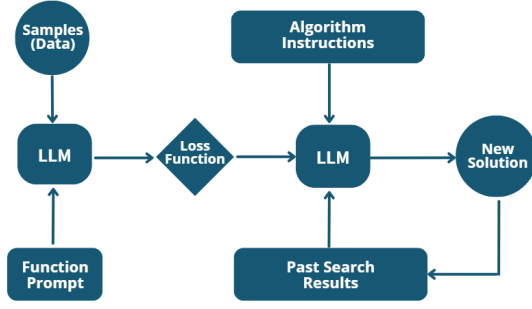 Samples
(Data)
Algorithm
Instructions
LLM
Loss
Function
LLM
New
Solution
Function
Prompt
Past Search
Results